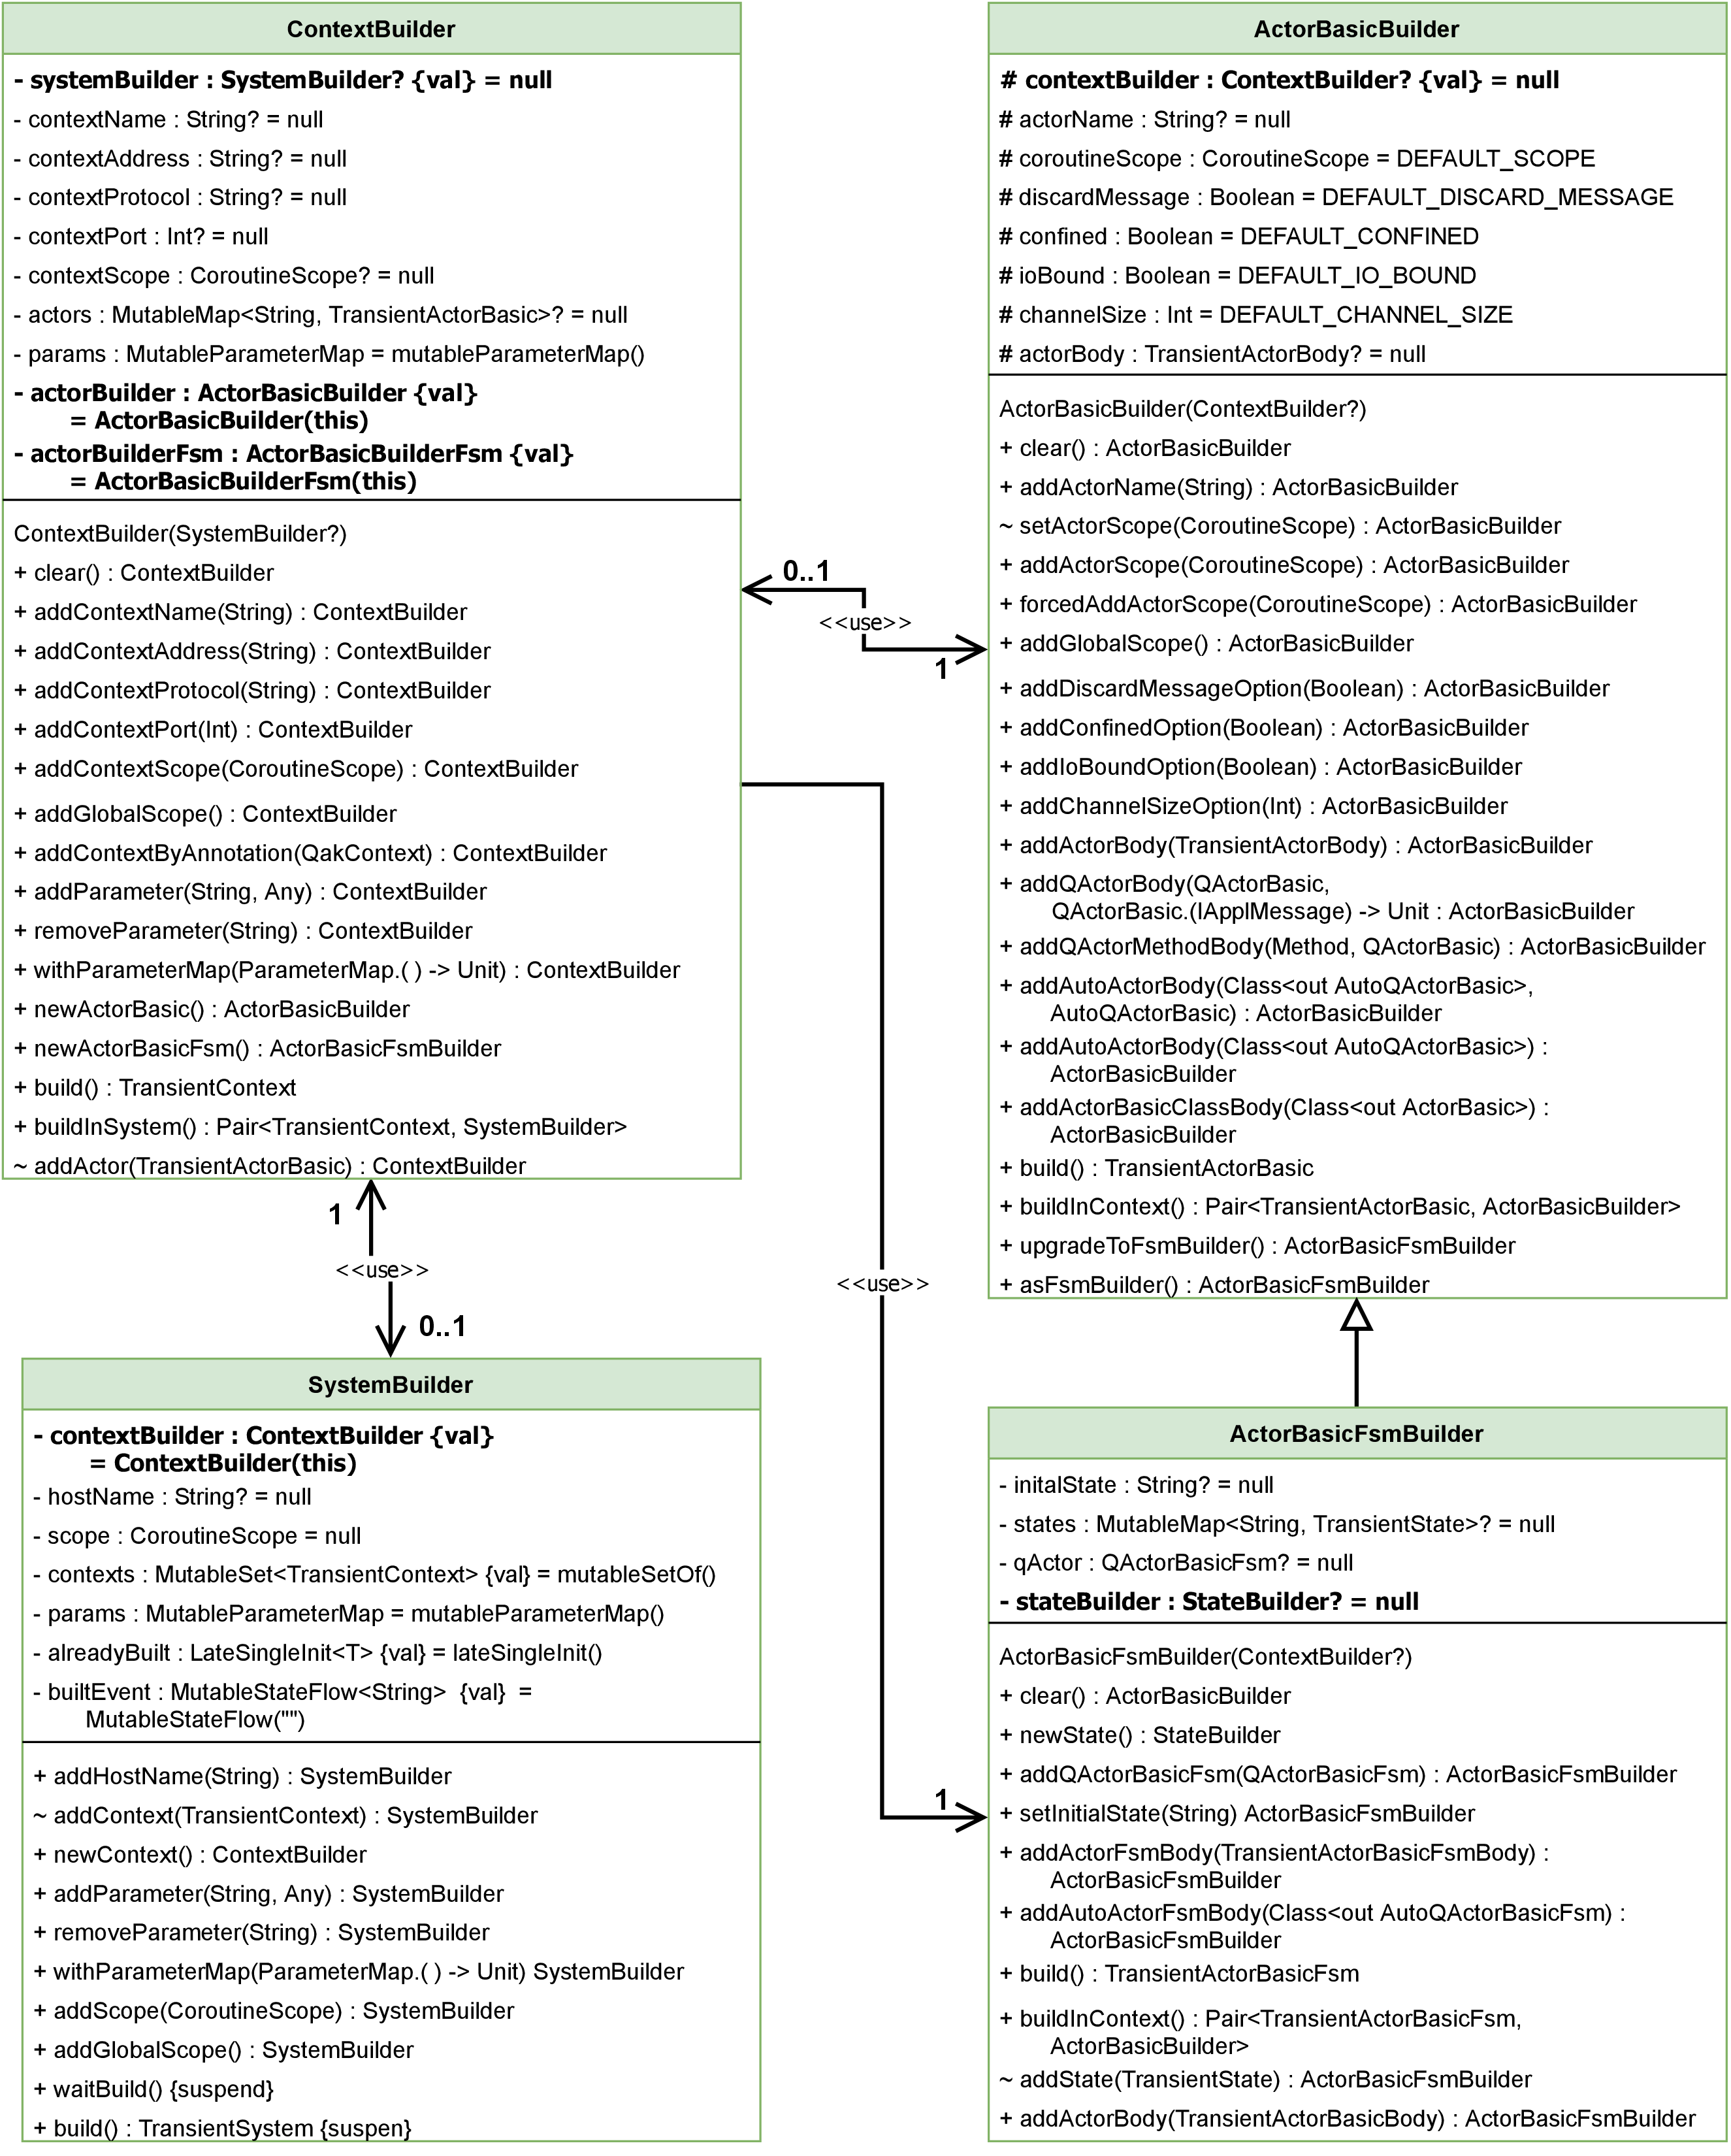 ContextBuilder
- systemBuilder : SystemBuilder? {val} = null
- contextName : String? = null
- contextAddress : String? = null
- contextProtocol : String? = null
- contextPort : Int? = null
- contextScope : CoroutineScope? = null
- actors : MutableMap<String, TransientActorBasic>? = null
- params : MutableParameterMap = mutableParameterMap()
- actorBuilder : ActorBasicBuilder {val}
= ActorBasicBuilder(this)
- actorBuilderFsm : ActorBasicBuilderFsm {val}
= ActorBasicBuilderFsm(this)
ContextBuilder(SystemBuilder?)
+ clear() : ContextBuilder
+ addContextName(String) : ContextBuilder
+ addContextAddress(String) : ContextBuilder
+ addContextProtocol(String) : ContextBuilder
+ addContextPort(Int) : ContextBuilder
+ addContextScope(CoroutineScope) : ContextBuilder
+ addGlobalScope() : ContextBuilder
+ addContextByAnnotation(QakContext) : ContextBuilder
+ addParameter(String, Any) : ContextBuilder
+ removeParameter(String) : ContextBuilder
+ withParameterMap(ParameterMap.( ) -> Unit) : ContextBuilder
+ newActorBasic() : ActorBasicBuilder
+ newActorBasicFsm() : ActorBasicFsmBuilder
+ build() : TransientContext
+ buildInSystem() : Pair<TransientContext, SystemBuilder>
~ addActor(TransientActorBasic) : ContextBuilder
ActorBasicBuilder
# contextBuilder : ContextBuilder? {val} = null
# actorName : String? = null
# coroutineScope : CoroutineScope = DEFAULT_SCOPE
# discardMessage : Boolean = DEFAULT_DISCARD_MESSAGE
# confined : Boolean = DEFAULT_CONFINED
# ioBound : Boolean = DEFAULT_IO_BOUND
# channelSize : Int = DEFAULT_CHANNEL_SIZE
# actorBody : TransientActorBody? = null
ActorBasicBuilder(ContextBuilder?)
+ clear() : ActorBasicBuilder
+ addActorName(String) : ActorBasicBuilder
~ setActorScope(CoroutineScope) : ActorBasicBuilder
+ addActorScope(CoroutineScope) : ActorBasicBuilder
+ forcedAddActorScope(CoroutineScope) : ActorBasicBuilder
+ addGlobalScope() : ActorBasicBuilder
+ addDiscardMessageOption(Boolean) : ActorBasicBuilder
+ addConfinedOption(Boolean) : ActorBasicBuilder
+ addIoBoundOption(Boolean) : ActorBasicBuilder
+ addChannelSizeOption(Int) : ActorBasicBuilder
+ addActorBody(TransientActorBody) : ActorBasicBuilder
+ addQActorBody(QActorBasic,
QActorBasic.(IApplMessage) -> Unit : ActorBasicBuilder
+ addQActorMethodBody(Method, QActorBasic) : ActorBasicBuilder
+ addAutoActorBody(Class<out AutoQActorBasic>,
AutoQActorBasic) : ActorBasicBuilder
+ addAutoActorBody(Class<out AutoQActorBasic>) :
ActorBasicBuilder
+ addActorBasicClassBody(Class<out ActorBasic>) :
ActorBasicBuilder
+ build() : TransientActorBasic
+ buildInContext() : Pair<TransientActorBasic, ActorBasicBuilder>
+ upgradeToFsmBuilder() : ActorBasicFsmBuilder
+ asFsmBuilder() : ActorBasicFsmBuilder
0..1
<<use>>
1
1
<<use>>
0..1
<<use>>
1
SystemBuilder
- contextBuilder : ContextBuilder {val}
= ContextBuilder(this)
- hostName : String? = null
- scope : CoroutineScope = null
- contexts : MutableSet<TransientContext> {val} = mutableSetOf()
- params : MutableParameterMap = mutableParameterMap()
- alreadyBuilt : LateSingleInit<T> {val} = lateSingleInit()
- builtEvent : MutableStateFlow<String> {val} =
MutableStateFlow("")
+ addHostName(String) : SystemBuilder
~ addContext(TransientContext) : SystemBuilder
+ newContext() : ContextBuilder
+ addParameter(String, Any) : SystemBuilder
+ removeParameter(String) : SystemBuilder
+ withParameterMap(ParameterMap.( ) -> Unit) SystemBuilder
+ addScope(CoroutineScope) : SystemBuilder
+ addGlobalScope() : SystemBuilder
+ waitBuild() {suspend}
+ build() : TransientSystem {suspen}
ActorBasicFsmBuilder
- initalState : String? = null
- states : MutableMap<String, TransientState>? = null
- qActor : QActorBasicFsm? = null
- stateBuilder : StateBuilder? = null
ActorBasicFsmBuilder(ContextBuilder?)
+ clear() : ActorBasicBuilder
+ newState() : StateBuilder
+ addQActorBasicFsm(QActorBasicFsm) : ActorBasicFsmBuilder
+ setInitialState(String) ActorBasicFsmBuilder
+ addActorFsmBody(TransientActorBasicFsmBody) :
ActorBasicFsmBuilder
+ addAutoActorFsmBody(Class<out AutoQActorBasicFsm) :
ActorBasicFsmBuilder
+ build() : TransientActorBasicFsm
+ buildInContext() : Pair<TransientActorBasicFsm,
ActorBasicBuilder>
~ addState(TransientState) : ActorBasicFsmBuilder
+ addActorBody(TransientActorBasicBody) : ActorBasicFsmBuilder